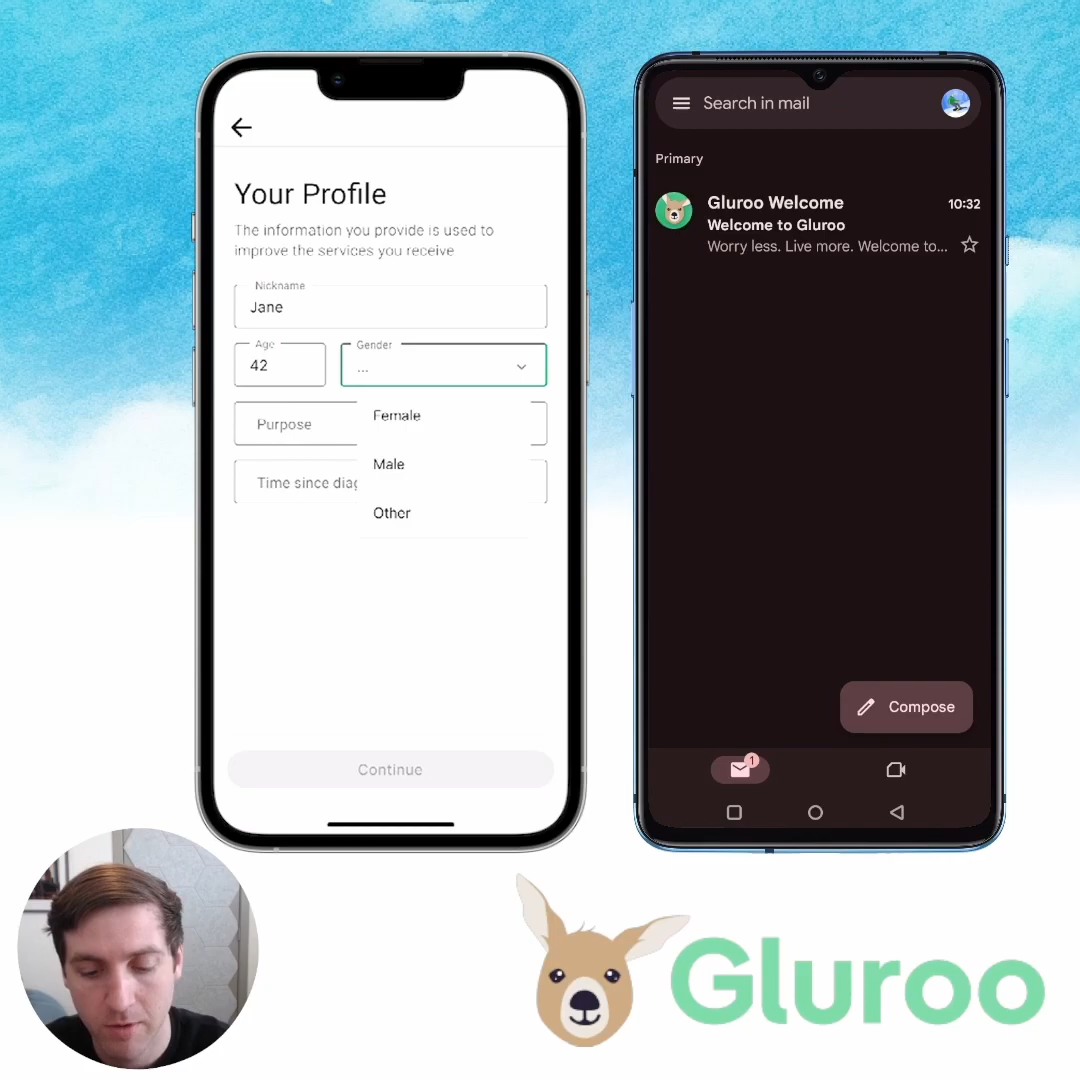 Your Profile
The information you provide is used to
improve the services you receive
Nickname
Jane
Age
42
Gender
...
Purpose
Female
Male
Time since diag
Other
Continue
Search in mail
Primary
Gluroo Welcome
10:32
Welcome to Gluroo
Worry less. Live more. Welcome to...
Compose
1
Gluroo